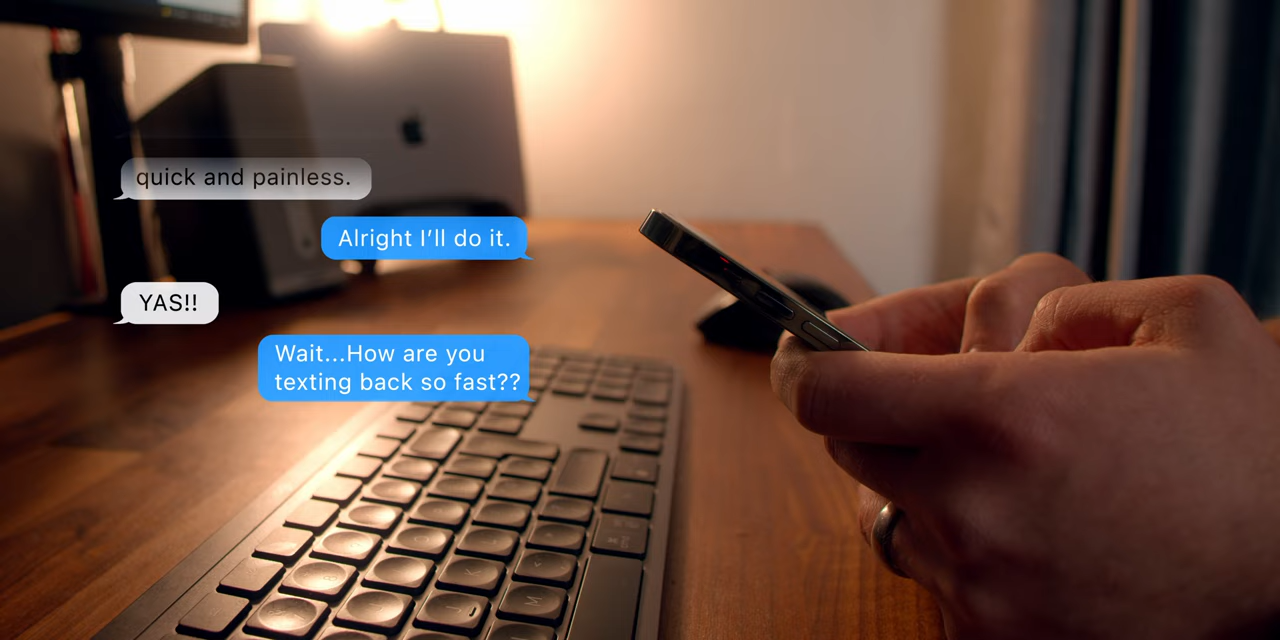 quick and painless.
Alright I’ll do it.
YAS!!
Wait...How are you
texting back so fast??